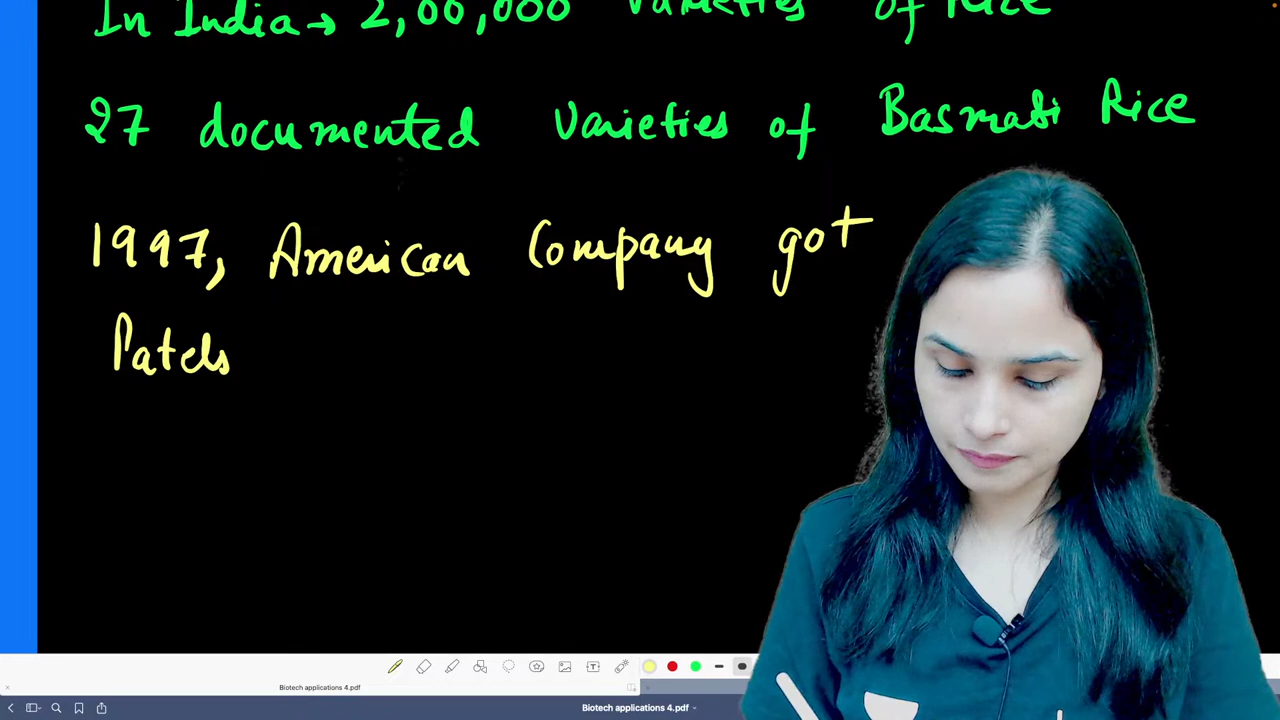 In India → 2,00,000 varieties of Rice
27 documented varieties of Basmati Rice
1997, American Company got
Patels
Biotech applications 4.pdf
Biotech applications 4.pdf